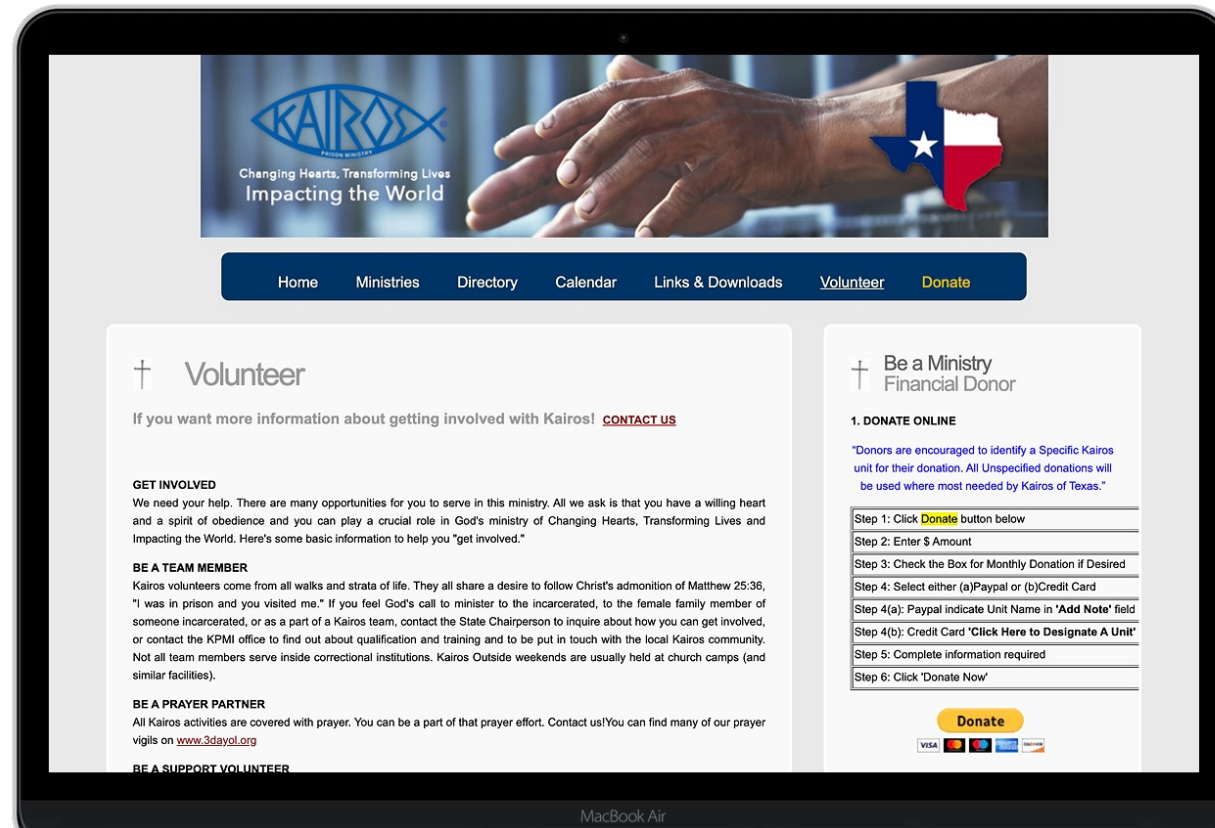 KAIROS
PRISON MINISTRY
Changing Hearts, Transforming Lives
Impacting the World
Home Ministries Directory Calendar Links & Downloads Volunteer Donate
Volunteer
If you want more information about getting involved with Kairos! CONTACT US
GET INVOLVED
We need your help. There are many opportunities for you to serve in this ministry. All we ask is that you have a willing heart
and a spirit of obedience and you can play a crucial role in God's ministry of Changing Hearts, Transforming Lives and
Impacting the World. Here's some basic information to help you "get involved."
BE A TEAM MEMBER
Kairos volunteers come from all walks and strata of life. They all share a desire to follow Christ's admonition of Matthew 25:36,
"I was in prison and you visited me." If you feel God's call to minister to the incarcerated, to the female family member of
someone incarcerated, or as a part of a Kairos team, contact the State Chairperson to inquire about how you can get involved,
or contact the KPMI office to find out about qualification and training and to be put in touch with the local Kairos community.
Not all team members serve inside correctional institutions. Kairos Outside weekends are usually held at church camps (and
similar facilities).
BE A PRAYER PARTNER
All Kairos activities are covered with prayer. You can be a part of that prayer effort. Contact us!You can find many of our prayer
vigils on www.3dayol.org
BE A SUPPORT VOLUNTEER
Be a Ministry
Financial Donor
1. DONATE ONLINE
"Donors are encouraged to identify a Specific Kairos
unit for their donation. All Unspecified donations will
be used where most needed by Kairos of Texas."
Step 1: Click Donate button below
Step 2: Enter $ Amount
Step 3: Check the Box for Monthly Donation if Desired
Step 4: Select either (a)Paypal or (b)Credit Card
Step 4(a): Paypal indicate Unit Name in 'Add Note' field
Step 4(b): Credit Card 'Click Here to Designate A Unit'
Step 5: Complete information required
Step 6: Click 'Donate Now'
Donate
VISA
MacBook Air